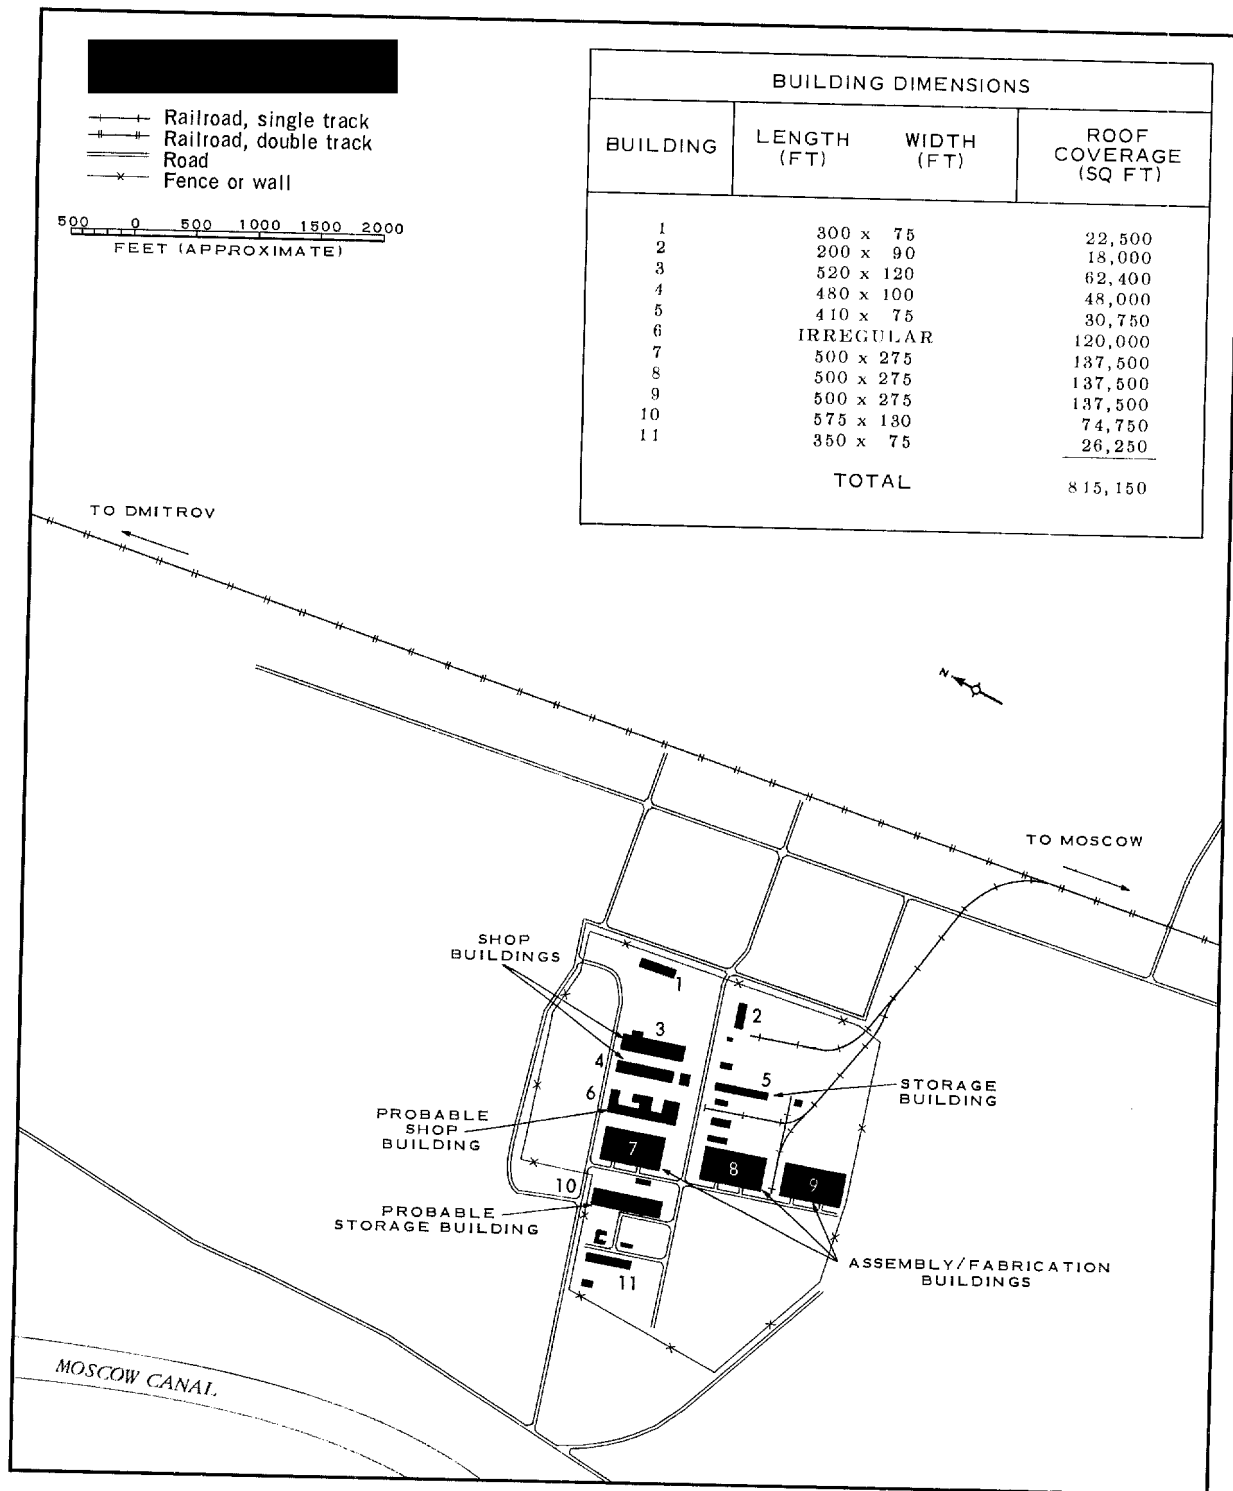 Railroad, single track
Railroad, double track
Road
Fence or wall
500 0 500 1000 1500 2000
FEET (APPROXIMATE)
BUILDING DIMENSIONS
BUILDING LENGTH (FT) WIDTH (FT) ROOF COVERAGE (SQ FT)
1 300 x 75 22,500
2 200 x 90 18,000
3 520 x 120 62,400
4 480 x 100 48,000
5 410 x 75 30,750
6 IRREGULAR 120,000
7 500 x 275 137,500
8 500 x 275 137,500
9 500 x 275 137,500
10 575 x 130 74,750
11 350 x 75 26,250
TOTAL 815,150
TO DMITROV
N
TO MOSCOW
SHOP
BUILDINGS
1
2
3
4
5
STORAGE
BUILDING
6
PROBABLE
SHOP
BUILDING
7
8
9
10
PROBABLE
STORAGE BUILDING
11
ASSEMBLY/FABRICATION
BUILDINGS
MOSCOW CANAL